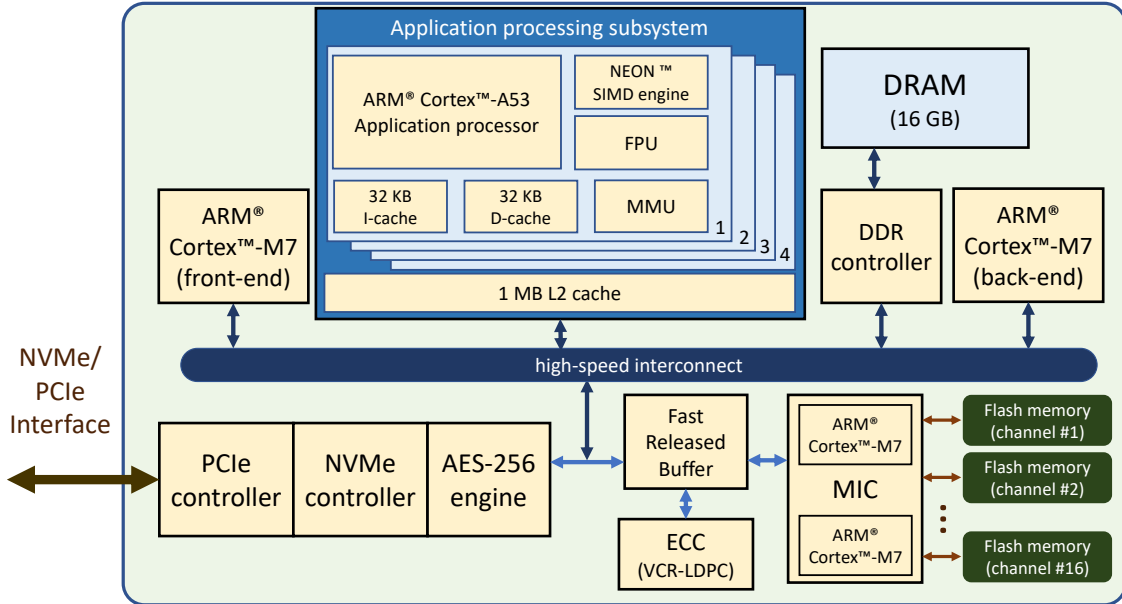 Application processing subsystem
ARM® Cortex™-A53
Application processor
NEON ™
SIMD engine
FPU
32 KB
I-cache
32 KB
D-cache
MMU
1
2
3
4
1 MB L2 cache
DRAM
(16 GB)
ARM®
Cortex™-M7
(front-end)
DDR
controller
ARM®
Cortex™-M7
(back-end)
high-speed interconnect
NVMe/
PCIe
Interface
PCIe
controller
NVMe
controller
AES-256
engine
Fast
Released
Buffer
ECC
(VCR-LDPC)
ARM®
Cortex™-M7
MIC
ARM®
Cortex™-M7
Flash memory
(channel #1)
Flash memory
(channel #2)
Flash memory
(channel #16)